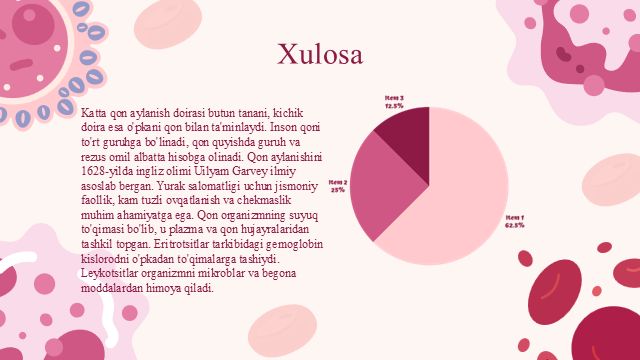 Xulosa
Katta qon aylanish doirasi butun tanani, kichik
doira esa o'pkani qon bilan ta'minlaydi. Inson qoni
to'rt guruhga bo'linadi, qon quyishda guruh va
rezus omil albatta hisobga olinadi. Qon aylanishini
1628-yilda ingliz olimi Uilyam Garvey ilmiy
asoslab bergan. Yurak salomatligi uchun jismoniy
faollik, kam tuzli ovqatlanish va chekmaslik
muhim ahamiyatga ega. Qon organizmning suyuq
to'qimasi bo'lib, u plazma va qon hujayralaridan
tashkil topgan. Eritrotsitlar tarkibidagi gemoglobin
kislorodni o'pkadan to'qimalarga tashiydi.
Leykotsitlar organizmni mikroblar va begona
moddalardan himoya qiladi.
Item 3
12.5%
Item 2
25%
Item 1
62.5%